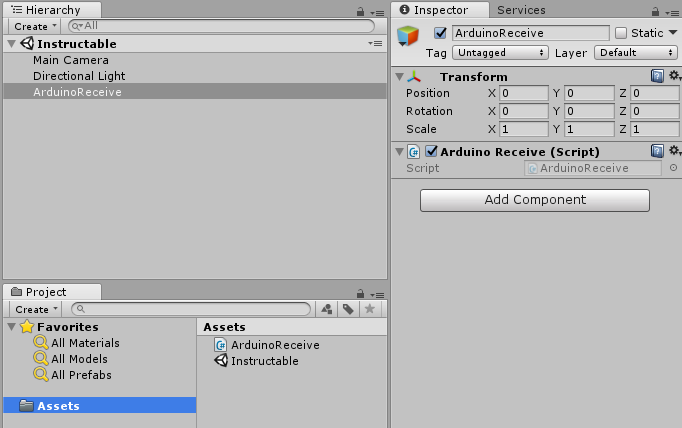 Hierarchy
Create All
Instructable
Main Camera
Directional Light
ArduinoReceive
Project
Create
Favorites
All Materials
All Models
All Prefabs
Assets
Assets
ArduinoReceive
Instructable
Inspector Services
ArduinoReceive Static
Tag Untagged Layer Default
Transform
Position X 0 Y 0 Z 0
Rotation X 0 Y 0 Z 0
Scale X 1 Y 1 Z 1
C# Arduino Receive (Script)
Script ArduinoReceive
Add Component